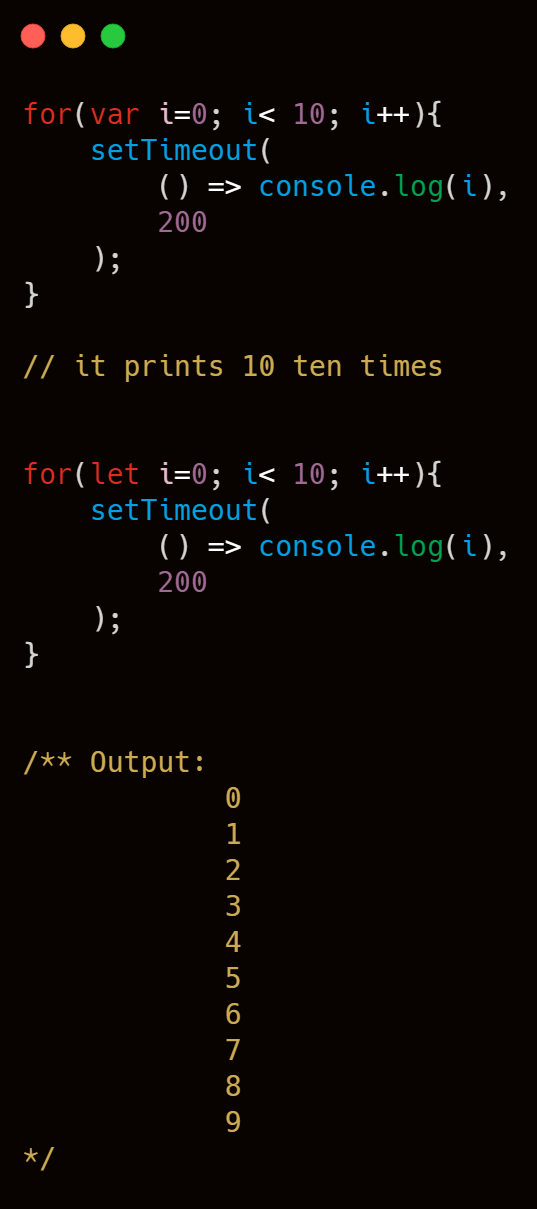 for(var i=0; i< 10; i++){
    setTimeout(
        () => console.log(i),
        200
    );
}
// it prints 10 ten times
for(let i=0; i< 10; i++){
    setTimeout(
        () => console.log(i),
        200
    );
}
/** Output:
            0
            1
            2
            3
            4
            5
            6
            7
            8
            9
*/